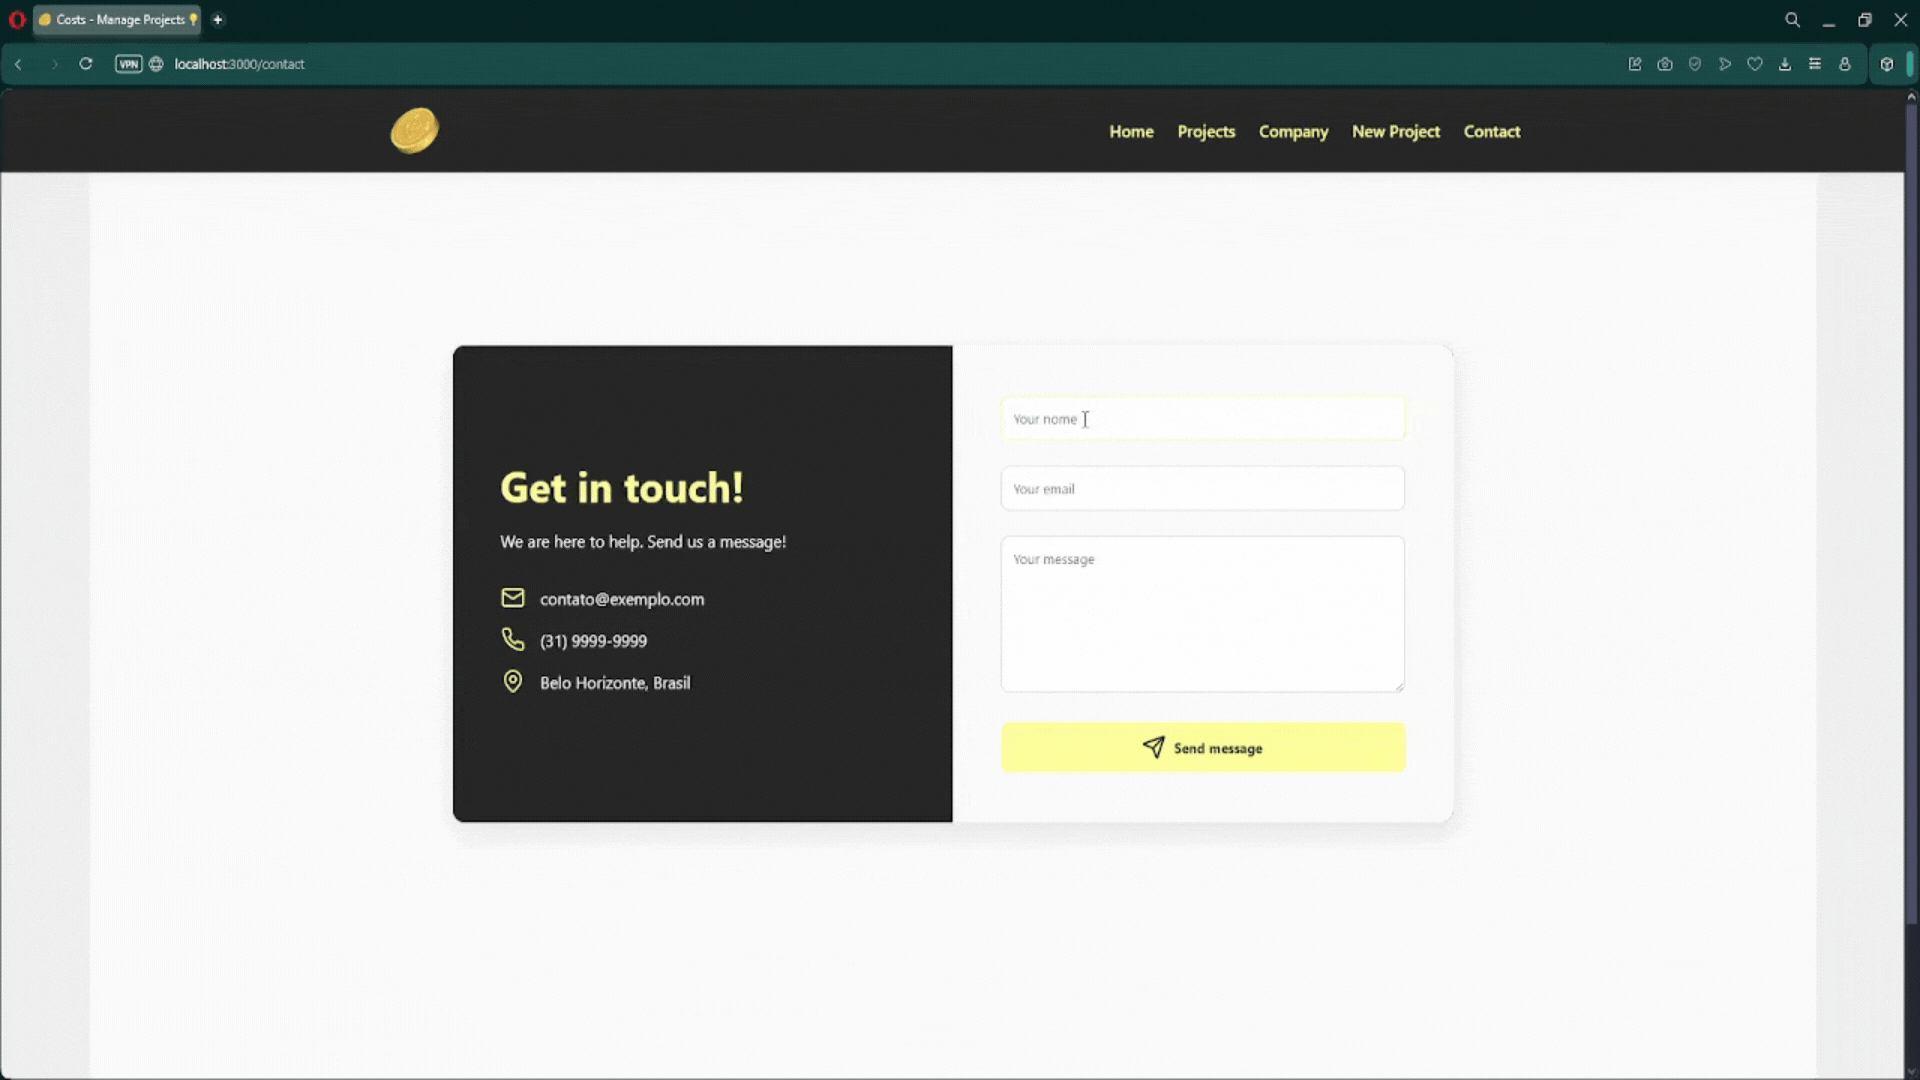 Costs - Manage Projects
VPN
localhost:3000/contact
Home
Projects
Company
New Project
Contact
Get in touch!
We are here to help. Send us a message!
contato@exemplo.com
(31) 9999-9999
Belo Horizonte, Brasil
Your nome
Your email
Your message
Send message